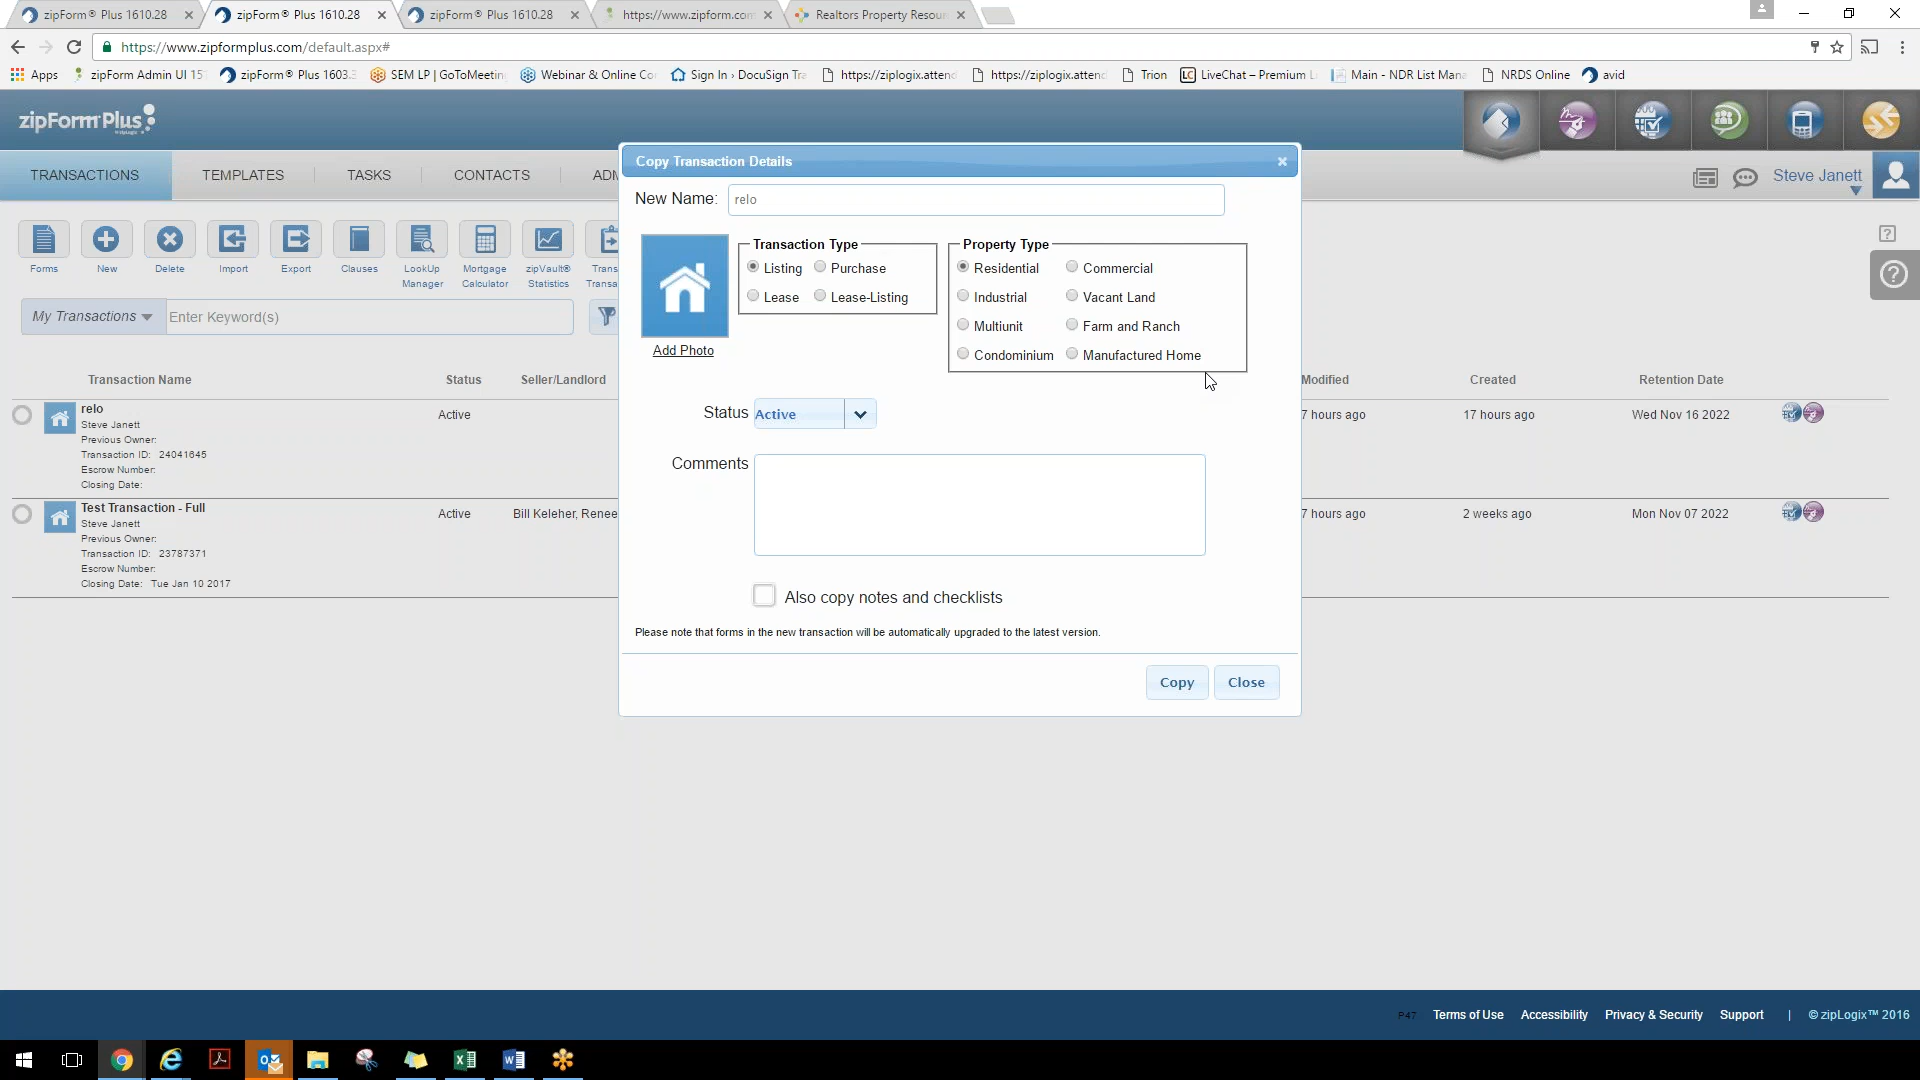 zipForm® Plus 1610.28
zipForm® Plus 1610.28
zipForm® Plus 1610.28
https://www.zipform.com
Realtors Property Resour
https://www.zipformplus.com/default.aspx#
Apps
zipForm Admin UI 151
zipForm® Plus 1603.3
SEM LP | GoToMeeting
Webinar & Online Co
Sign In › DocuSign Tra
https://ziplogix.attend
https://ziplogix.attend
Trion
LC LiveChat – Premium L
Main - NDR List Mana
NRDS Online
avid
zipForm Plus
by zipLogix
TRANSACTIONS
TEMPLATES
TASKS
CONTACTS
ADM
Steve Janett
Copy Transaction Details
New Name: relo
Transaction Type
Listing
Purchase
Lease
Lease-Listing
Property Type
Residential
Commercial
Industrial
Vacant Land
Multiunit
Farm and Ranch
Condominium
Manufactured Home
Add Photo
Status Active
Comments
Also copy notes and checklists
Please note that forms in the new transaction will be automatically upgraded to the latest version.
Copy
Close
Forms
New
Delete
Import
Export
Clauses
LookUp
Manager
Mortgage
Calculator
zipVault®
Statistics
Trans
Transa
?
?
My Transactions
Enter Keyword(s)
Transaction Name
Status
Seller/Landlord
Modified
Created
Retention Date
relo
Steve Janett
Previous Owner:
Transaction ID: 24041645
Escrow Number:
Closing Date:
Active
7 hours ago
17 hours ago
Wed Nov 16 2022
Test Transaction - Full
Steve Janett
Previous Owner:
Transaction ID: 23787371
Escrow Number:
Closing Date: Tue Jan 10 2017
Active
Bill Keleher, Renee
7 hours ago
2 weeks ago
Mon Nov 07 2022
P47
Terms of Use
Accessibility
Privacy & Security
Support
|
© zipLogix™ 2016